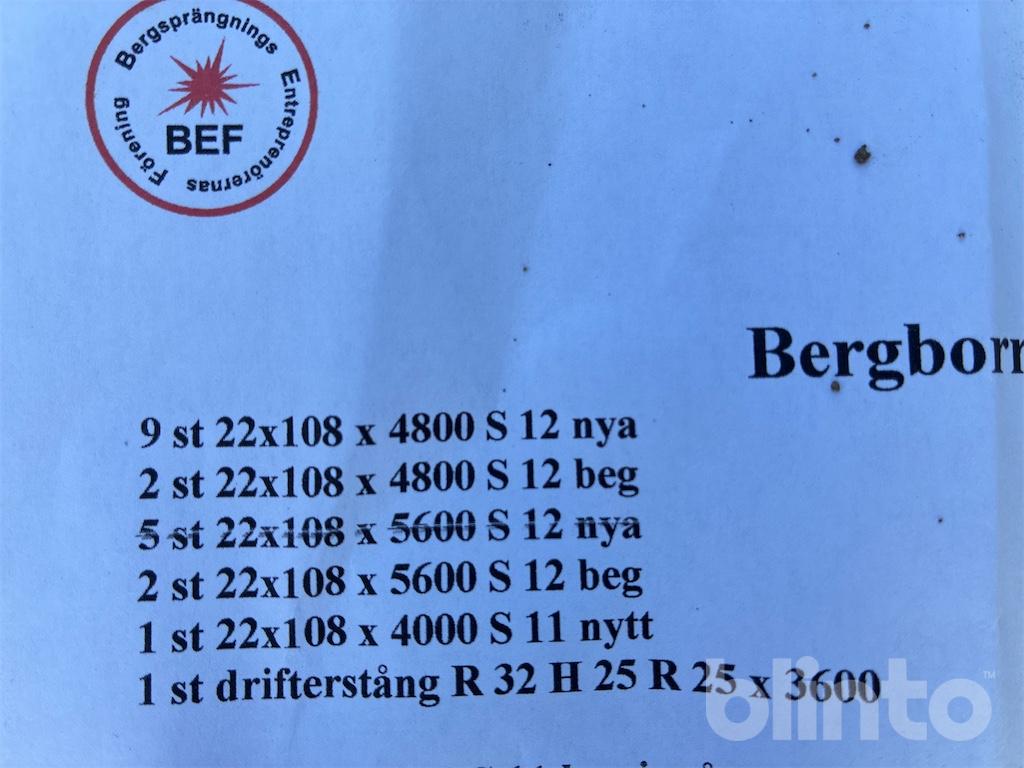 Bergsprängnings Entreprenörernas Förening
BEF
Bergborr
9 st 22x108 x 4800 S 12 nya
2 st 22x108 x 4800 S 12 beg
5 st 22x108 x 5600 S 12 nya
2 st 22x108 x 5600 S 12 beg
1 st 22x108 x 4000 S 11 nytt
1 st drifterstång R 32 H 25 R 25 x 3600
blinto™